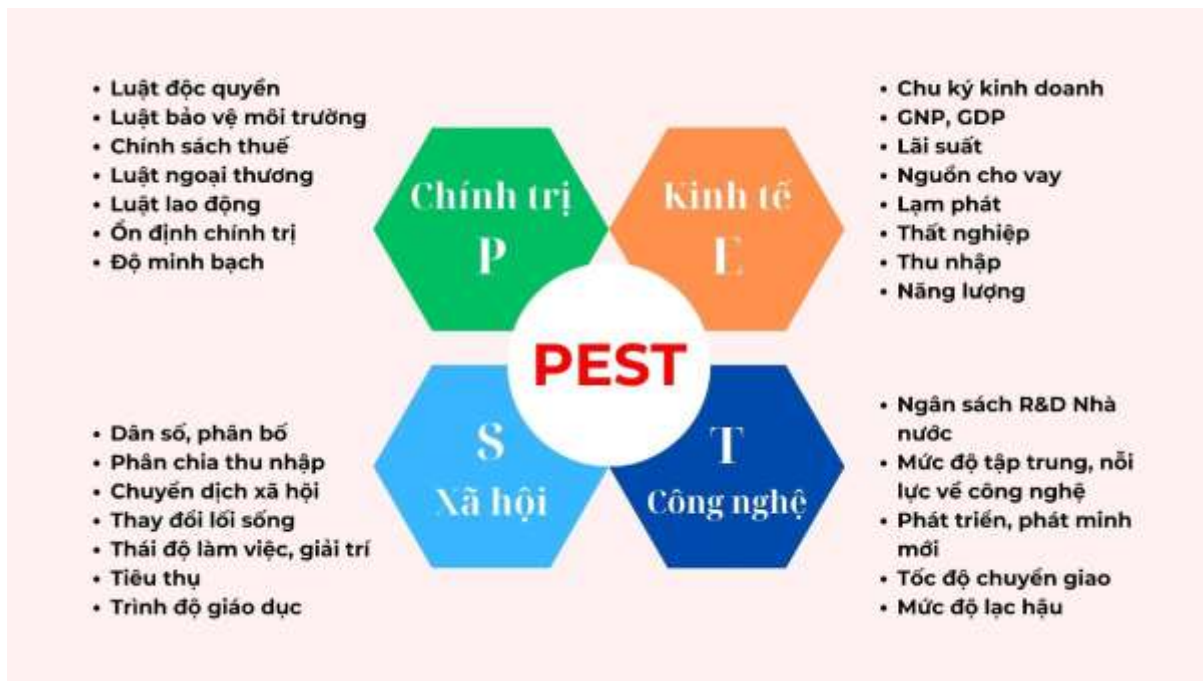 • Luật độc quyền
• Luật bảo vệ môi trường
• Chính sách thuế
• Luật ngoại thương
• Luật lao động
• Ổn định chính trị
• Độ minh bạch
Chính trị
P
Kinh tế
E
• Chu kỳ kinh doanh
• GNP, GDP
• Lãi suất
• Nguồn cho vay
• Lạm phát
• Thất nghiệp
• Thu nhập
• Năng lượng
PEST
• Dân số, phân bố
• Phân chia thu nhập
• Chuyển dịch xã hội
• Thay đổi lối sống
• Thái độ làm việc, giải trí
• Tiêu thụ
• Trình độ giáo dục
S
Xã hội
T
Công nghệ
• Ngân sách R&D Nhà
nước
• Mức độ tập trung, nỗi
lực về công nghệ
• Phát triển, phát minh
mới
• Tốc độ chuyển giao
• Mức độ lạc hậu